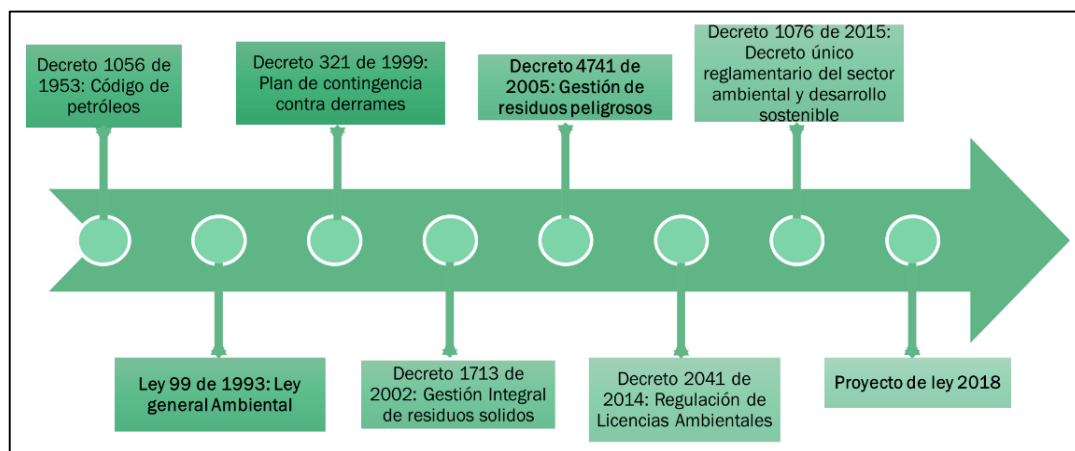 Decreto 1056 de
1953: Código de
petróleos
Ley 99 de 1993: Ley
general Ambiental
Decreto 321 de 1999:
Plan de contingencia
contra derrames
Decreto 1713 de
2002: Gestión Integral
de residuos solidos
Decreto 4741 de
2005: Gestión de
residuos peligrosos
Decreto 2041 de
2014: Regulación de
Licencias Ambientales
Decreto 1076 de 2015:
Decreto único
reglamentario del sector
ambiental y desarrollo
sostenible
Proyecto de ley 2018